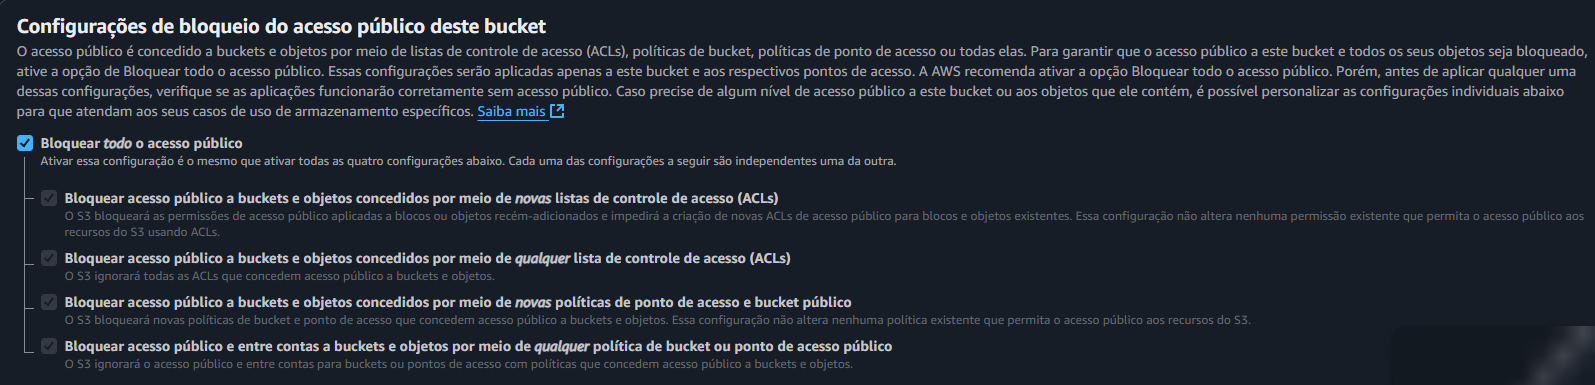 Configurações de bloqueio do acesso público deste bucket
O acesso público é concedido a buckets e objetos por meio de listas de controle de acesso (ACLs), políticas de bucket, políticas de ponto de acesso ou todas elas. Para garantir que o acesso público a este bucket e todos os seus objetos seja bloqueado,
ative a opção de Bloquear todo o acesso público. Essas configurações serão aplicadas apenas a este bucket e aos respectivos pontos de acesso. A AWS recomenda ativar a opção Bloquear todo o acesso público. Porém, antes de aplicar qualquer uma
dessas configurações, verifique se as aplicações funcionarão corretamente sem acesso público. Caso precise de algum nível de acesso público a este bucket ou aos objetos que ele contém, é possível personalizar as configurações individuais abaixo
para que atendam aos seus casos de uso de armazenamento específicos. Saiba mais
Bloquear todo o acesso público
Ativar essa configuração é o mesmo que ativar todas as quatro configurações abaixo. Cada uma das configurações a seguir são independentes uma da outra.
Bloquear acesso público a buckets e objetos concedidos por meio de novas listas de controle de acesso (ACLs)
O S3 bloqueará as permissões de acesso público aplicadas a blocos ou objetos recém-adicionados e impedirá a criação de novas ACLs de acesso público para blocos e objetos existentes. Essa configuração não altera nenhuma permissão existente que permita o acesso público aos
recursos do S3 usando ACLs.
Bloquear acesso público a buckets e objetos concedidos por meio de qualquer lista de controle de acesso (ACLs)
O S3 ignorará todas as ACLs que concedem acesso público a buckets e objetos.
Bloquear acesso público a buckets e objetos concedidos por meio de novas políticas de ponto de acesso e bucket público
O S3 bloqueará novas políticas de bucket e ponto de acesso que concedem acesso público a buckets e objetos. Essa configuração não altera nenhuma política existente que permita o acesso público aos recursos do S3.
Bloquear acesso público e entre contas a buckets e objetos por meio de qualquer política de bucket ou ponto de acesso público
O S3 ignorará o acesso público e entre contas para buckets ou pontos de acesso com políticas que concedem acesso público a buckets e objetos.